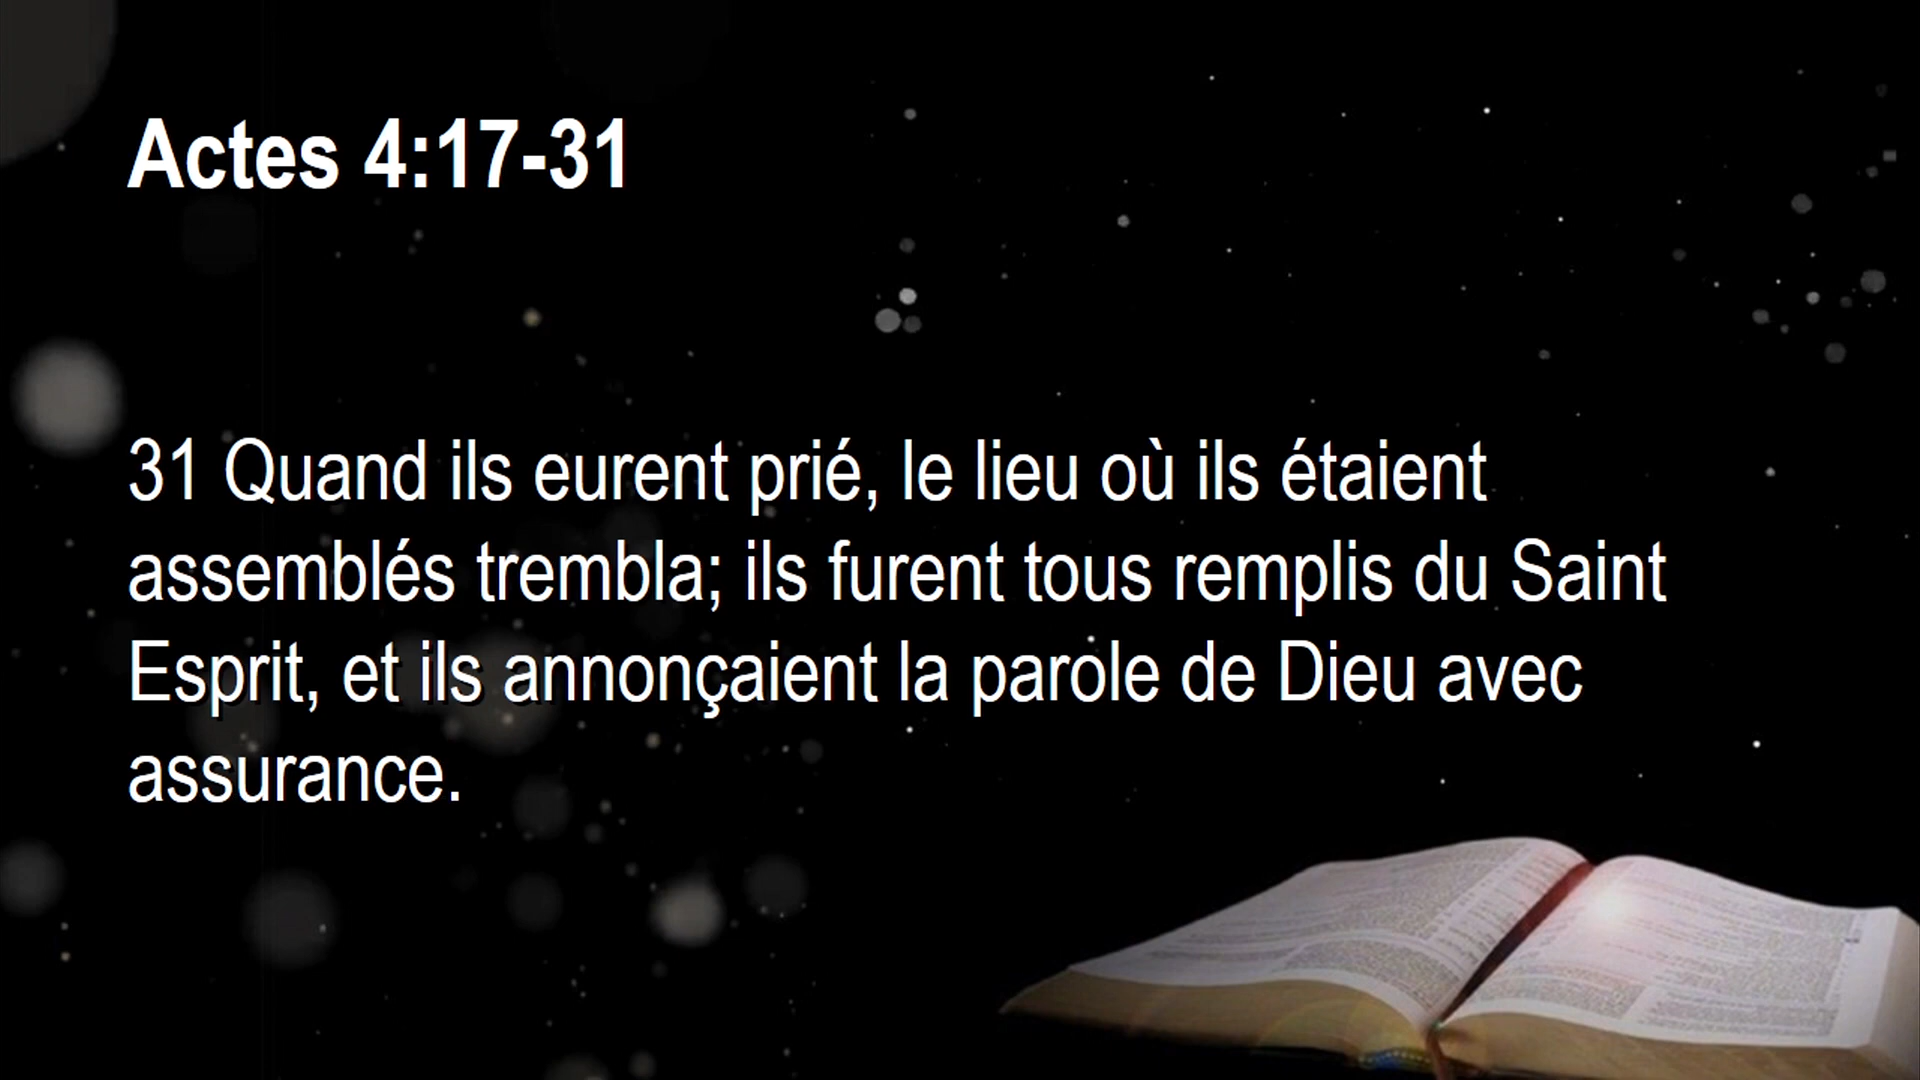 Actes 4:17-31
31 Quand ils eurent prié, le lieu où ils étaient
assemblés trembla; ils furent tous remplis du Saint
Esprit, et ils annonçaient la parole de Dieu avec
assurance.